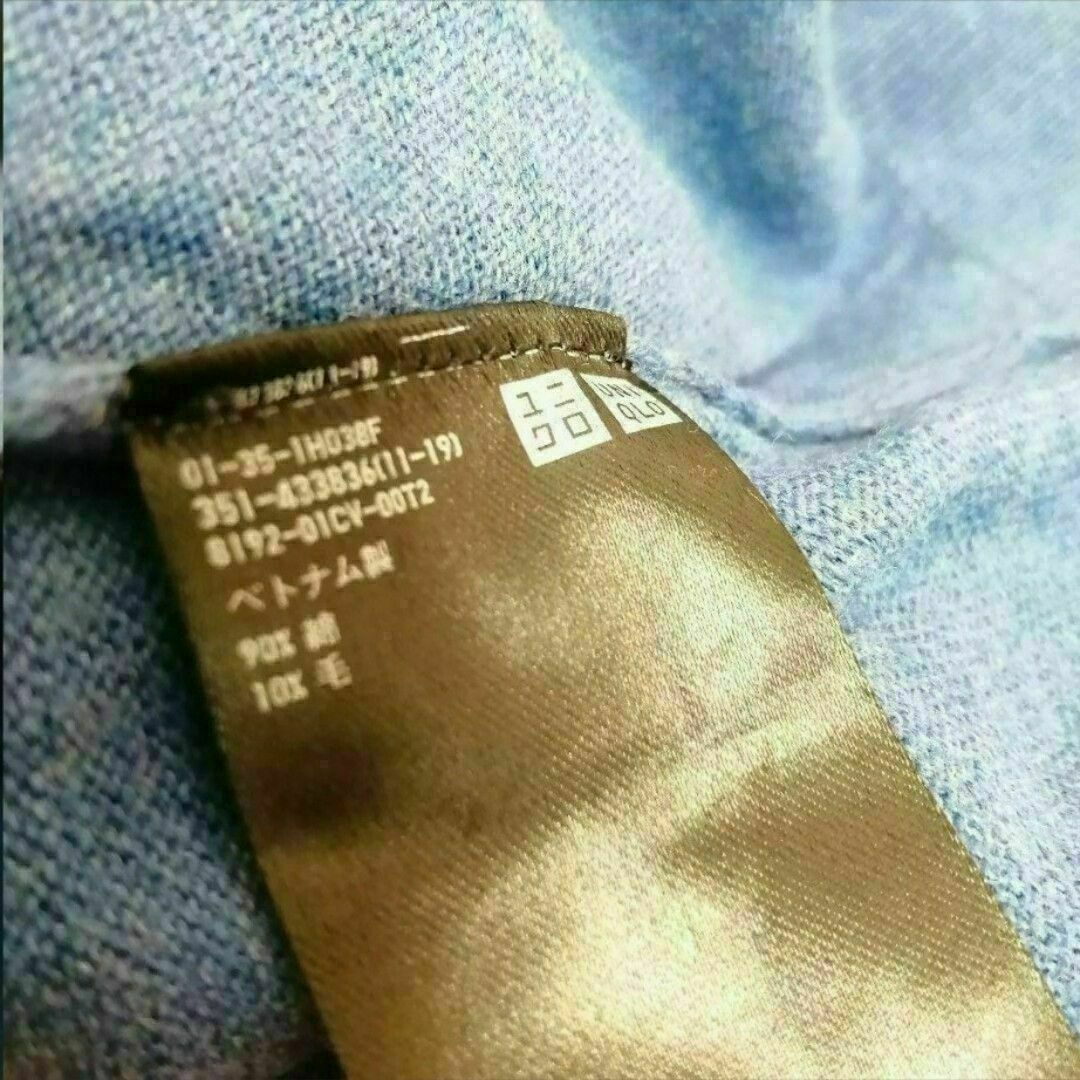 ユニ
クロ
UNI
QLO
01-35-1H038F
351-433836(11-19)
8192-01CV-00T2
ベトナム製
90% 綿
10% 毛